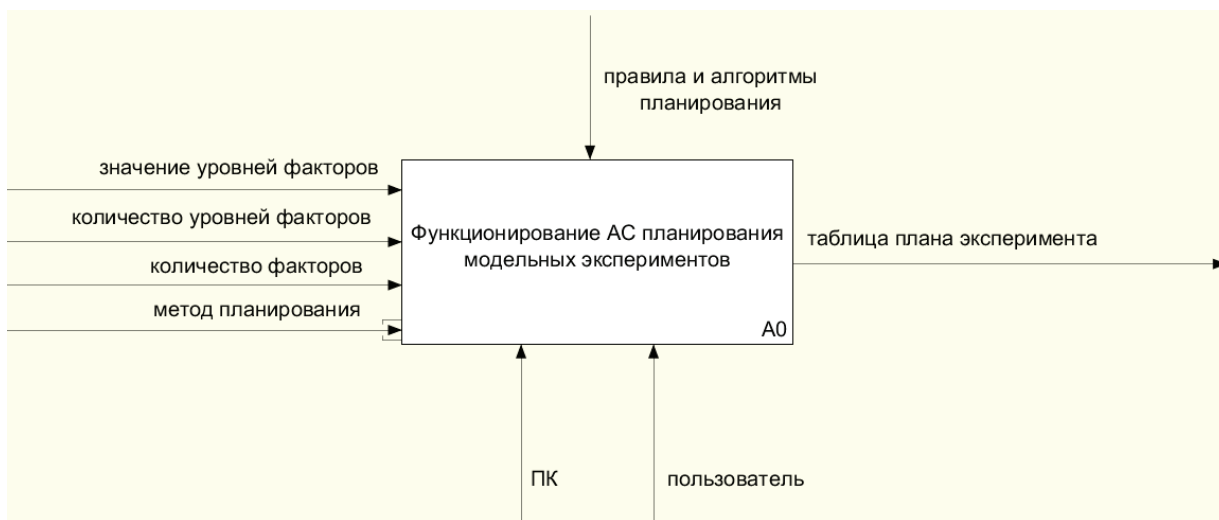 правила и алгоритмы
планирования
значение уровней факторов
количество уровней факторов
количество факторов
метод планирования
Функционирование АС планирования
модельных экспериментов
A0
таблица плана эксперимента
ПК
пользователь